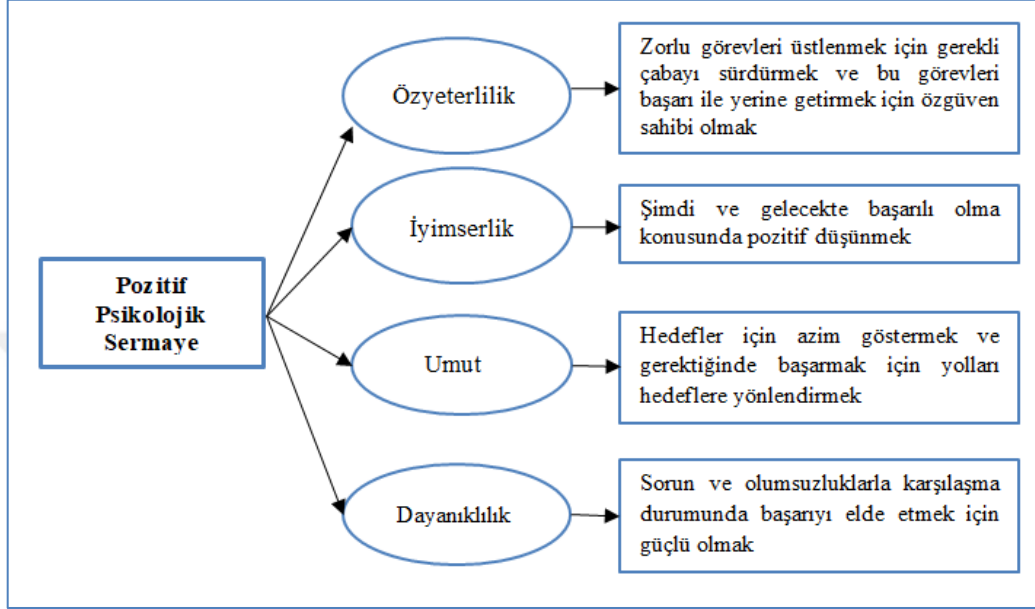 Pozitif
Psikolojik
Sermaye
Özyeterlilik
Zorlu görevleri üstlenmek için gerekli
çabayı sürdürmek ve bu görevleri
başarı ile yerine getirmek için özgüven
sahibi olmak
İyimserlik
Şimdi ve gelecekte başarılı olma
konusunda pozitif düşünmek
Umut
Hedefler için azim göstermek ve
gerektiğinde başarmak için yolları
hedeflere yönlendirmek
Dayanıklılık
Sorun ve olumsuzluklarla karşılaşma
durumunda başarıyı elde etmek için
güçlü olmak